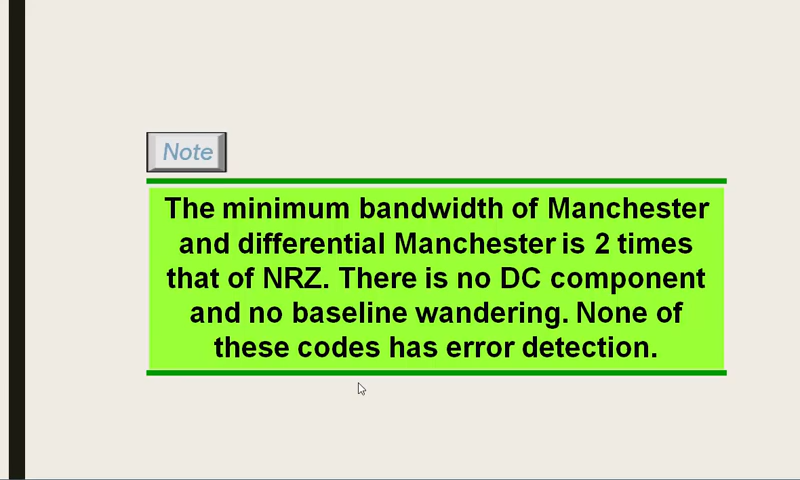 Note
The minimum bandwidth of Manchester
and differential Manchester is 2 times
that of NRZ. There is no DC component
and no baseline wandering. None of
these codes has error detection.